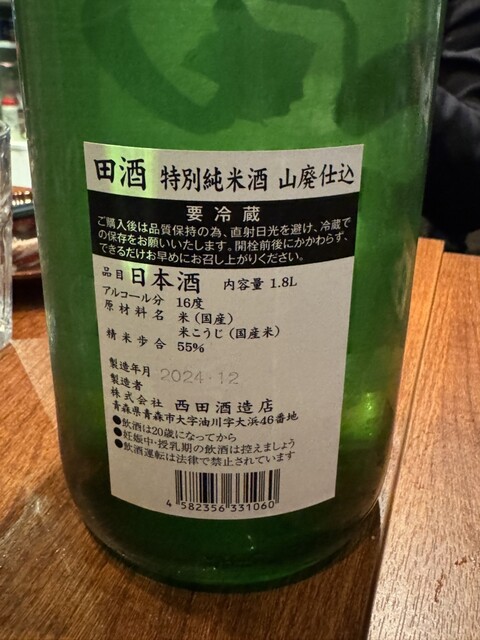 田酒 特別純米酒 山廃仕込
要冷蔵
ご購入後は品質保持の為、直射日光を避け、冷蔵で
の保存をお願いいたします。開栓前後にかかわらず、
できるだけお早めにお召し上がりください。
品目 日本酒 内容量 1.8L
アルコール分 16度
原材料名 米(国産)
米こうじ(国産米)
精米歩合 55%
製造年月 2024.12
製造者
株式会社 西田酒造店
青森県青森市大字油川字大浜46番地
●飲酒は20歳になってから
●妊娠中・授乳期の飲酒は控えましょう
●飲酒運転は法律で禁止されています
4 582356 331060